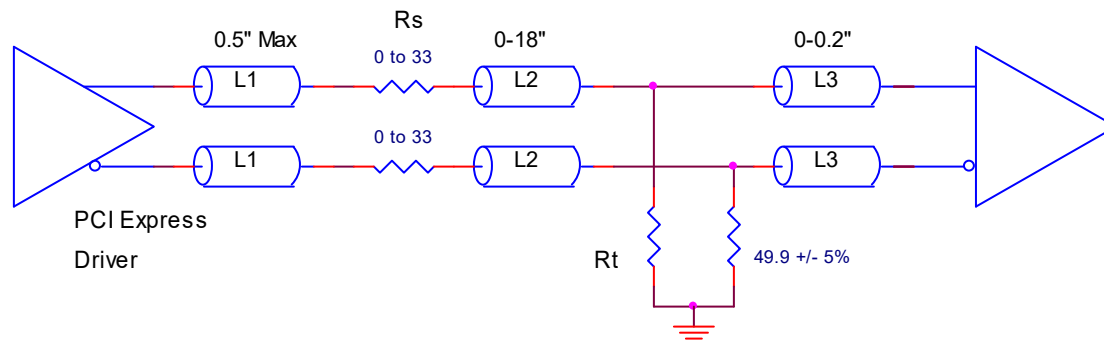 Rs
0.5" Max
0-18"
0-0.2"
0 to 33
L1
L2
L3
0 to 33
L1
L2
L3
PCI Express
Driver
Rt
49.9 +/- 5%